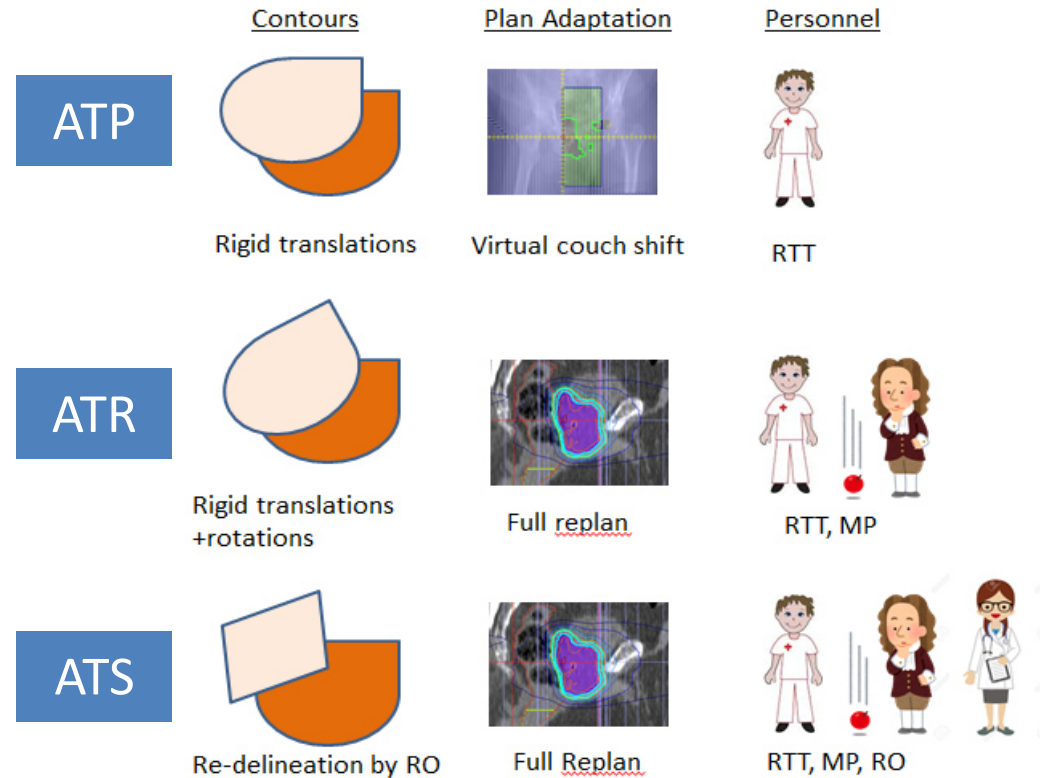 Contours Plan Adaptation Personnel
ATP
Rigid translations Virtual couch shift RTT
ATR
Rigid translations
+rotations
Full replan RTT, MP
ATS
Re-delineation by RO Full Replan RTT, MP, RO